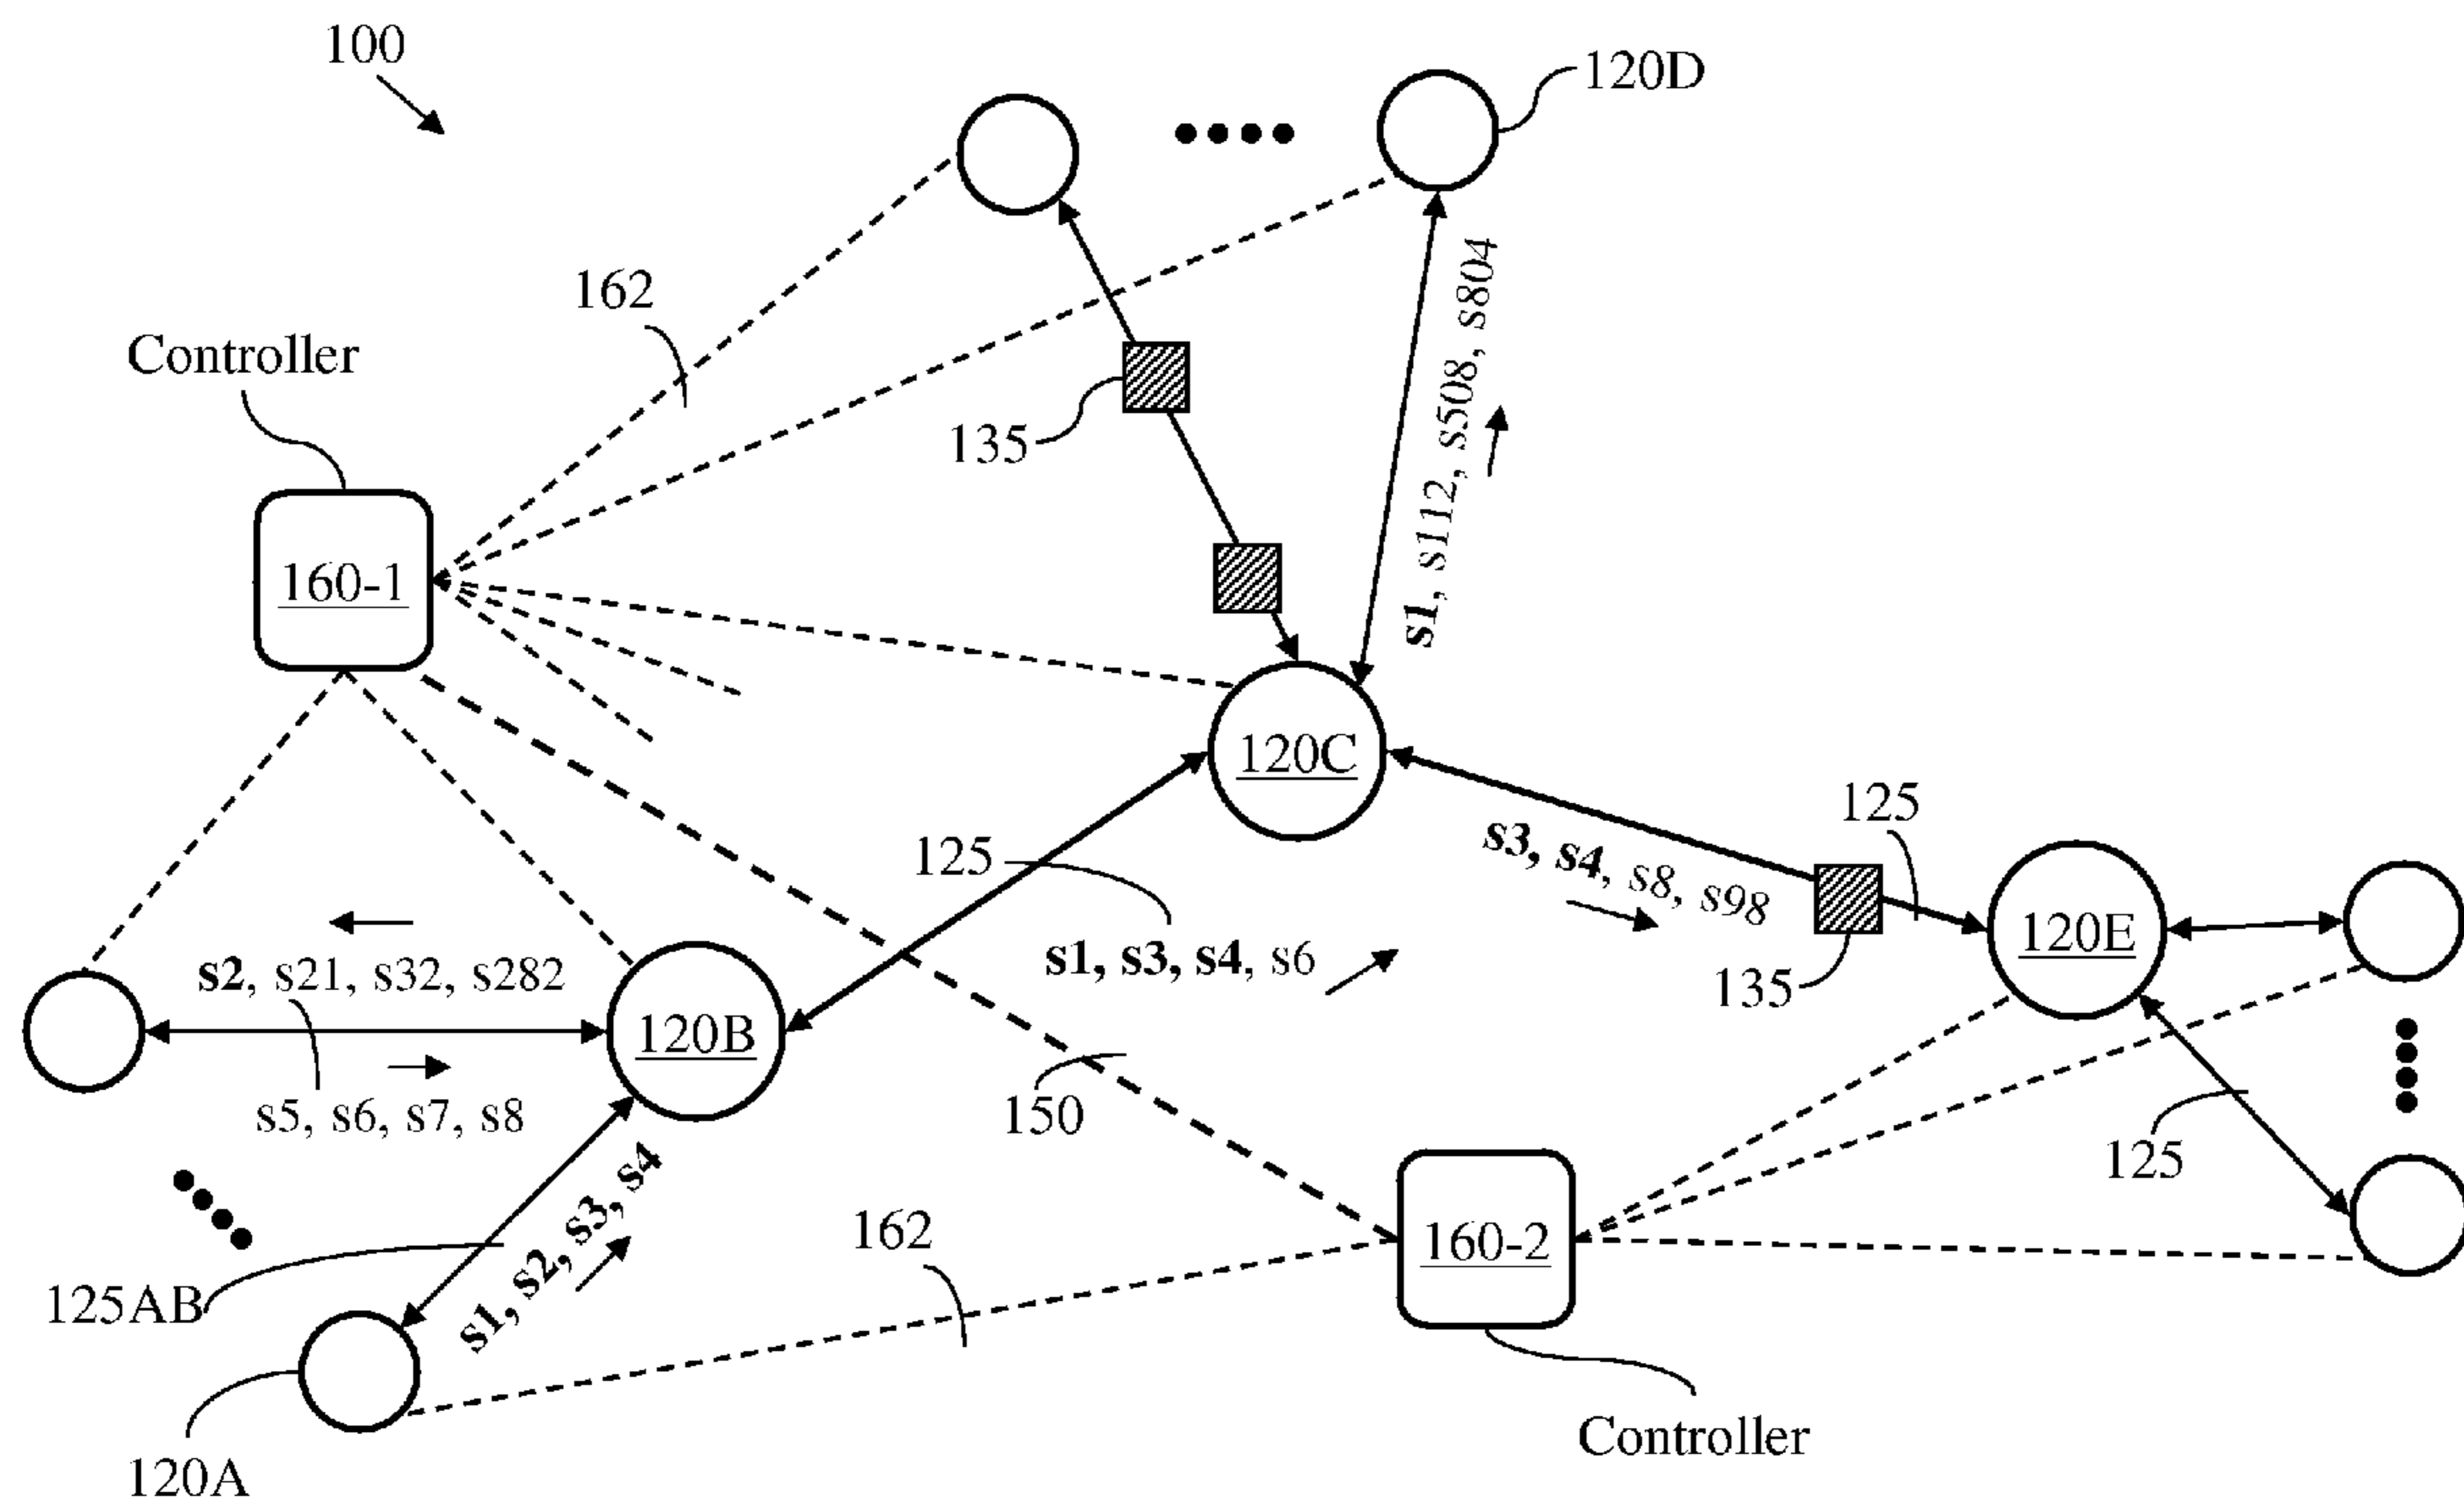 100
120D
162
Controller
135
s1, s112, s508, s804
160-1
120C
125
125
s3, s4, s8, s98
s1, s3, s4, s6
120E
135
s2, s21, s32, s282
120B
s5, s6, s7, s8
150
125
s1, s2, s3, s4
162
160-2
125AB
120A
Controller